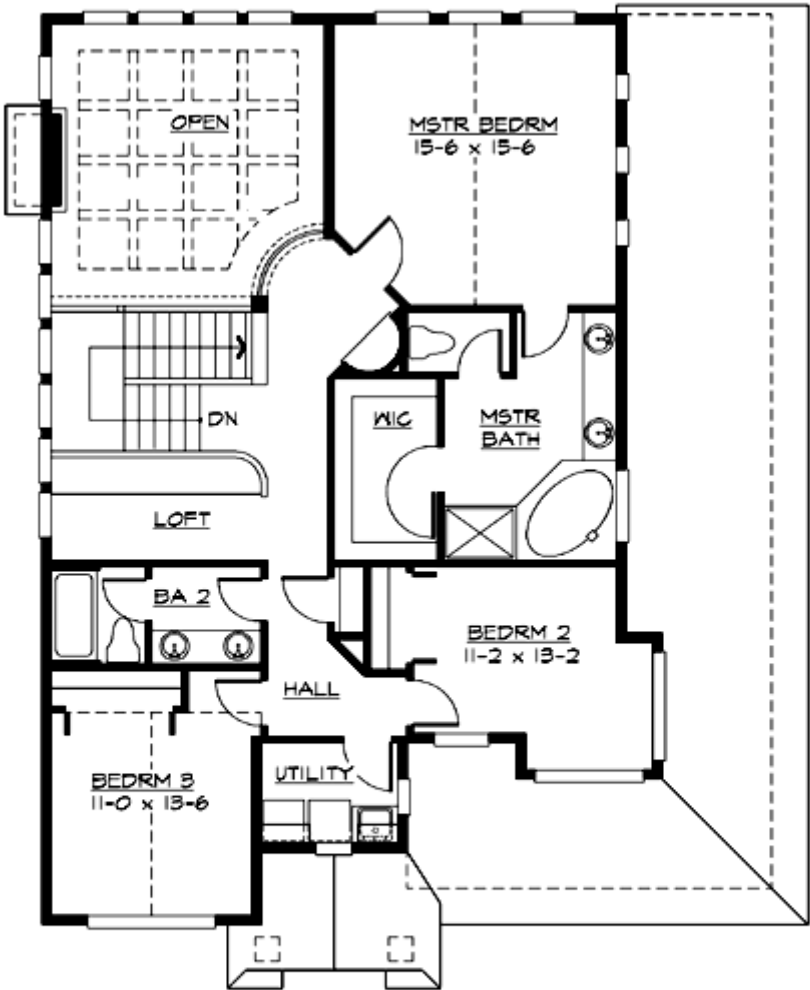 OPEN
MSTR BEDRM
15-6 x 15-6
WIC
MSTR
BATH
DN
LOFT
BA 2
BEDRM 2
11-2 x 13-2
HALL
UTILITY
BEDRM 3
11-0 x 13-6